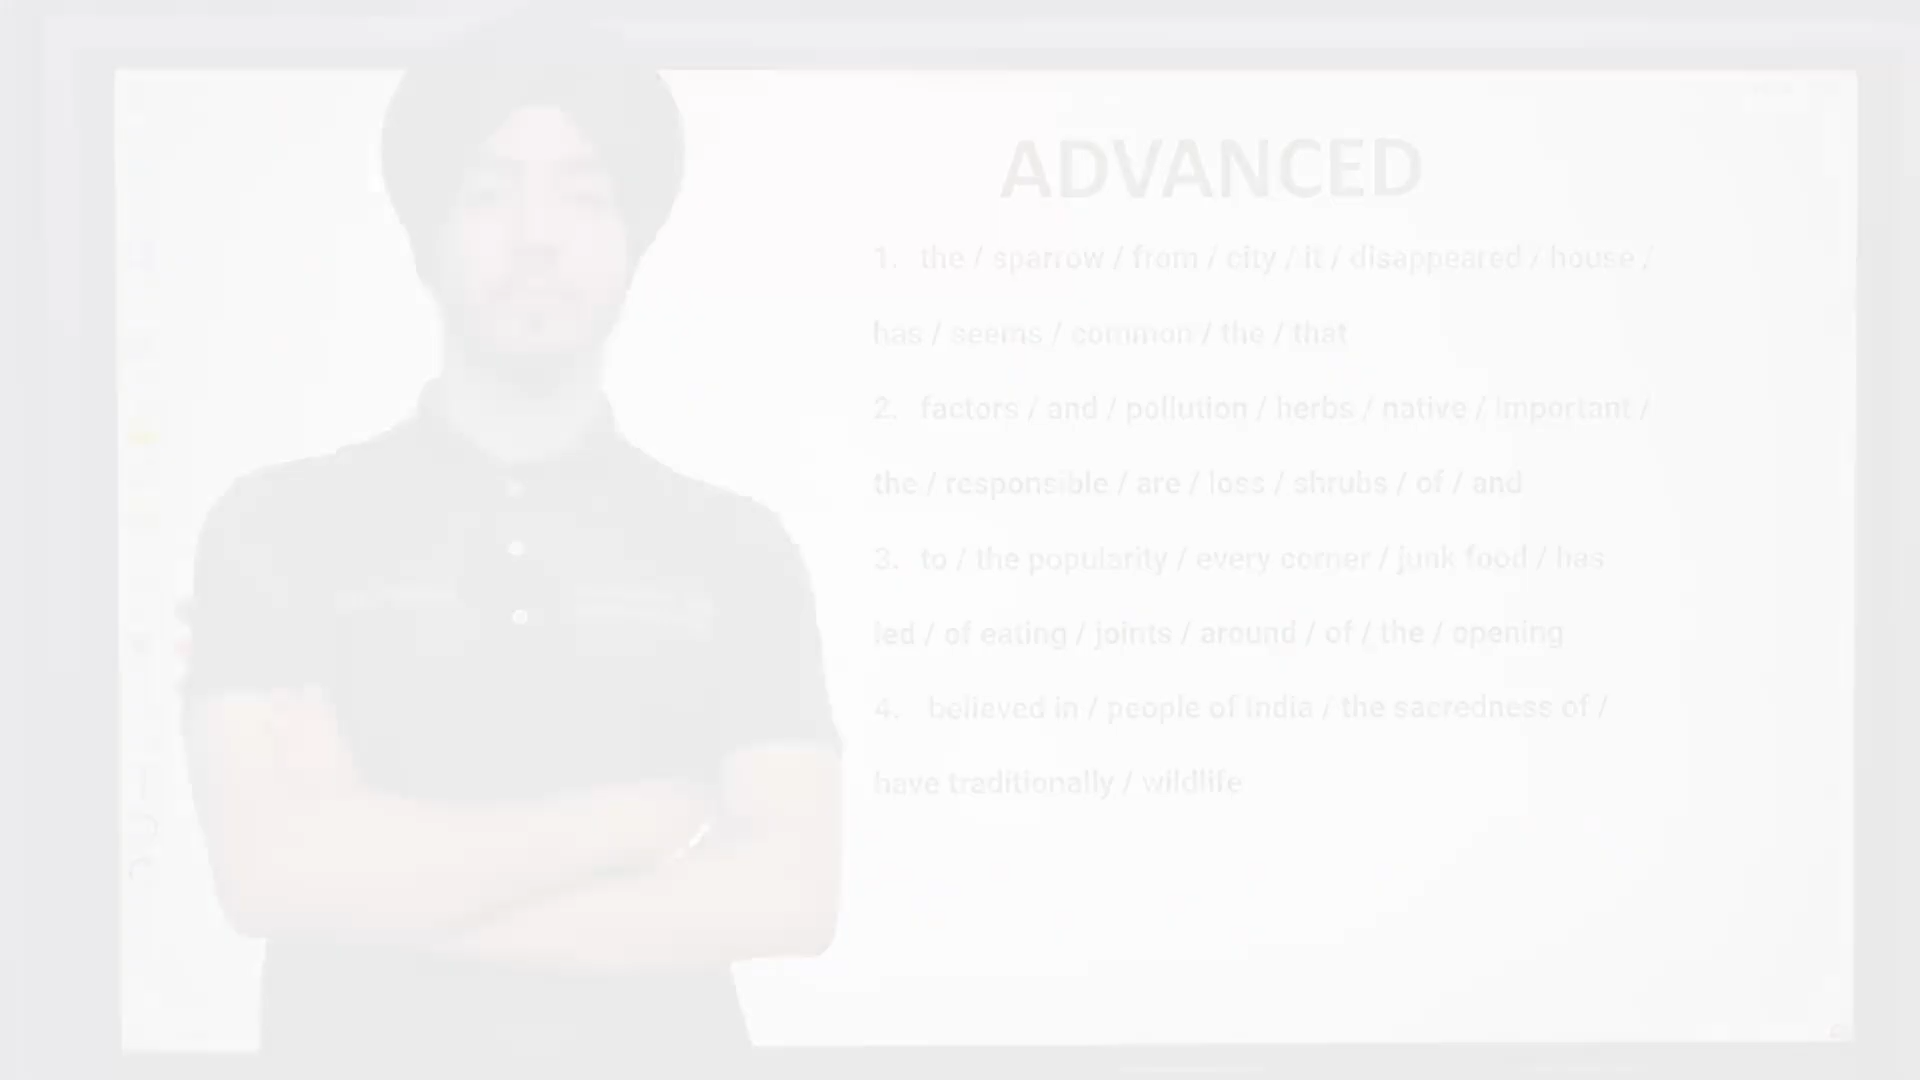 ADVANCED
1. the / sparrow / from / city / it / disappeared / house /
has / seems / common / the / that
2. factors / and / pollution / herbs / native / important /
the / responsible / are / loss / shrubs / of / and
3. to / the popularity / every corner / junk food / has
led / of eating / joints / around / of / the / opening
4. believed in / people of India / the sacredness of /
have traditionally / wildlife